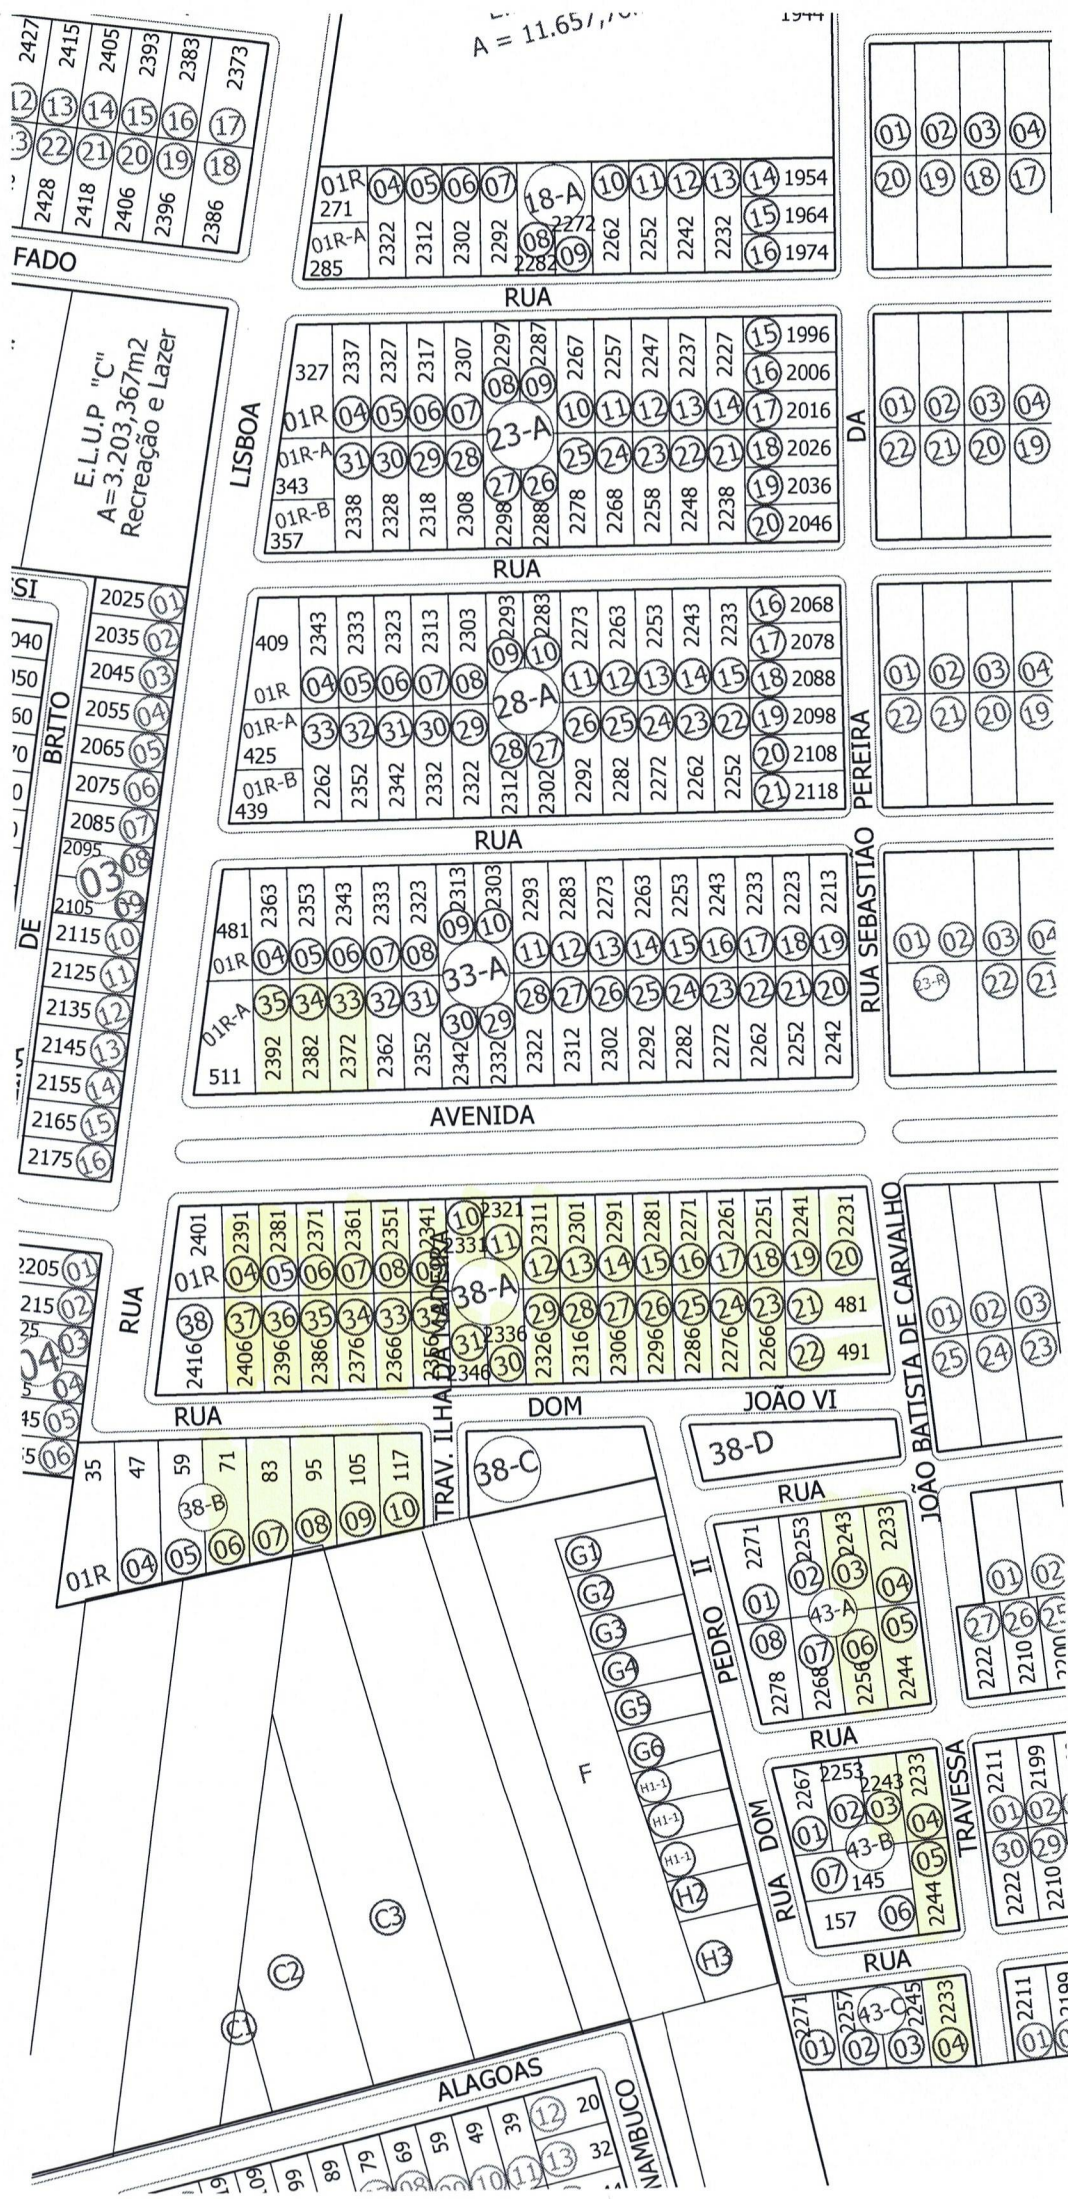 2427 2415 2405 2393 2383 2373
12 13 14 15 16 17
22 21 20 19 18
2428 2418 2406 2396 2386
FADO
A = 11.657,
1944
01R 04 05 06 07 18-A 10 11 12 13 14 1954
271
01R-A
285
2322 2312 2302 2292 08 2272 2282 09 2262 2252 2242 2232
15 1964
16 1974
01 02 03 04
20 19 18 17
RUA
E.L.U.P "C"
A=3.203,367m2
Recreação e Lazer
LISBOA
327 2337 2327 2317 2307 2297 2287 2267 2257 2247 2237 2227 15 1996
08 09 16 2006
01R 04 05 06 07 23-A 10 11 12 13 14 17 2016
01R-A 31 30 29 28 25 24 23 22 21 18 2026
343 27 26 19 2036
01R-B
357 2338 2328 2318 2308 2298 2288 2278 2268 2258 2248 2238 20 2046
DA
01 02 03 04
22 21 20 19
RUA
SSI
BRITO
DE
2025 01
2035 02
2045 03
2055 04
2065 05
2075 06
2085 07
2095 08
03
2105 09
2115 10
2125 11
2135 12
2145 13
2155 14
2165 15
2175 16
409 2343 2333 2323 2313 2303 2293 2283 2273 2263 2253 2243 2233 16 2068
09 10 17 2078
01R 04 05 06 07 08 28-A 11 12 13 14 15 18 2088
01R-A 33 32 31 30 29 26 25 24 23 22 19 2098
425 28 27 20 2108
01R-B
439 2262 2352 2342 2332 2322 2312 2302 2292 2282 2272 2262 2252 21 2118
01 02 03 04
22 21 20 19
RUA
RUA SEBASTIÃO PEREIRA
481 2363 2353 2343 2333 2323 2313 2303 2293 2283 2273 2263 2253 2243 2233 2223 2213
01R 04 05 06 07 08 09 10 11 12 13 14 15 16 17 18 19
33-A
01R-A 35 34 33 32 31 30 29 28 27 26 25 24 23 22 21 20
511 2392 2382 2372 2362 2352 2342 2332 2322 2312 2302 2292 2282 2272 2262 2252 2242
01 02 03 04
23-R 22 21
AVENIDA
2205 01
215 02
03
04
04
05
06
RUA
2401 2391 2381 2371 2361 2351 2341 10 2321 2311 2301 2291 2281 2271 2261 2251 2241 2231
01R 04 05 06 07 08 09 2331 11 12 13 14 15 16 17 18 19 20
38-A
38 37 36 35 34 33 31 2336 29 28 27 26 25 24 23 21 481
2416 2406 2396 2386 2376 2366 2356 2346 30 2326 2316 2306 2296 2286 2276 2266 22 491
TRAV. ILHA DA MADEIRA
JOÃO BATISTA DE CARVALHO
01 02 03
25 24 23
RUA DOM JOÃO VI
35 47 59 71 83 95 105 117
38-B
01R 04 05 06 07 08 09 10
38-C
38-D
RUA
G1
G2
G3
G4
G5
G6
H1-1
H1-1
H1-1
H2
H3
F
C3
C2
C1
RUA DOM PEDRO II
2271 2253 2243 2233
01 02 03 04
43-A
08 07 06 05
2278 2268 2256 2244
01 02
27 26 25
2222 2210 2200
RUA
2267 2253 2243 2233
01 02 03 04
43-B
07 145 05
157 06 2244
TRAVESSA
2211 2199
01 02
30 29
2222 2210
RUA
2271 2257 43-C 2245 2233
01 02 03 04
2211 2199
01
ALAGOAS
NAMBUCO
109 99 89 79 69 59 49 39 12 20
10 11 13 32